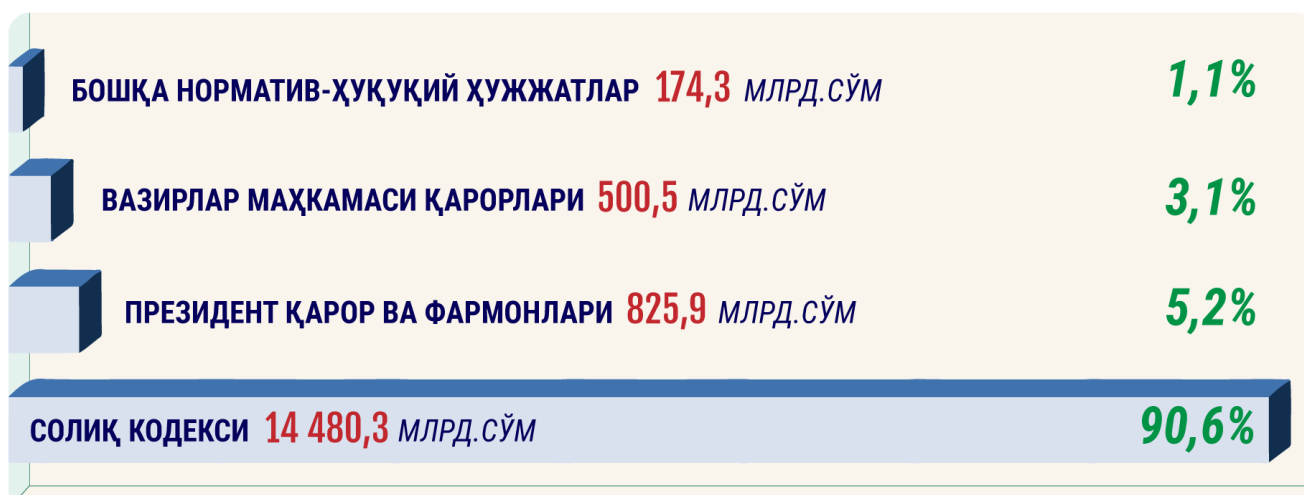 БОШҚА НОРМАТИВ-ҲУҚУҚИЙ ҲУЖЖАТЛАР 174,3 МЛРД.СЎМ 1,1%
ВАЗИРЛАР МАҲКАМАСИ ҚАРОРЛАРИ 500,5 МЛРД.СЎМ 3,1%
ПРЕЗИДЕНТ ҚАРОР ВА ФАРМОНЛАРИ 825,9 МЛРД.СЎМ 5,2%
СОЛИҚ КОДЕКСИ 14 480,3 МЛРД.СЎМ 90,6%